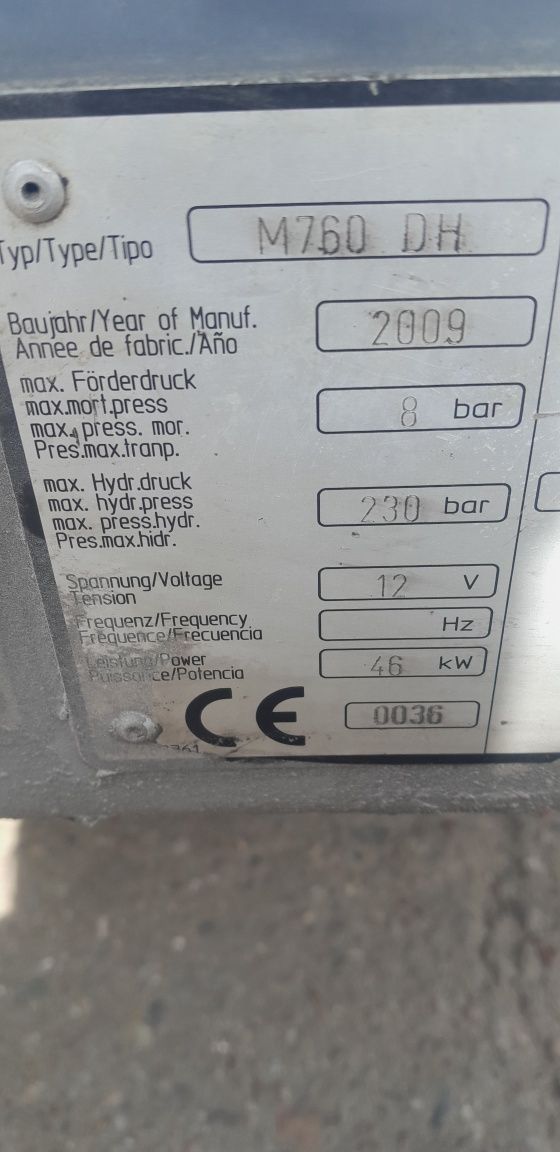 Typ/Type/Tipo M760 DH
Baujahr/Year of Manuf. 2009
Annee de fabric./Año
max. Förderdruck
max.mort.press 8 bar
max. press. mor.
Pres.max.tranp.
max. Hydr.druck
max. hydr.press 230 bar
max. press.hydr.
Pres.max.hidr.
Spannung/Voltage 12 V
Tension
Frequenz/Frequency Hz
Frequence/Frecuencia
Leistung/Power 46 kW
Puissance/Potencia
CE 0036